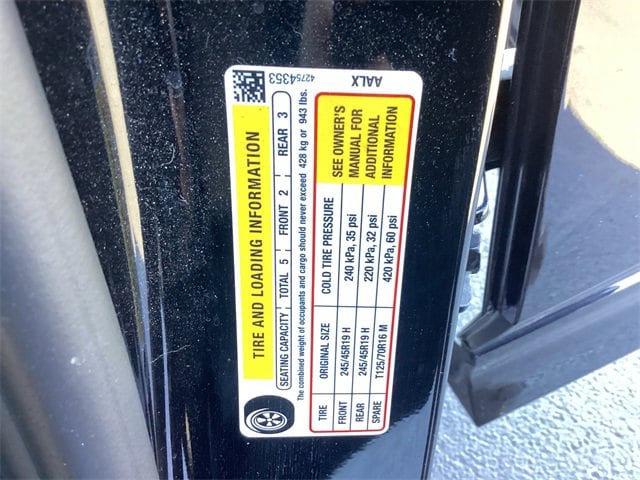 42754353
AALX
TIRE AND LOADING INFORMATION
SEATING CAPACITY TOTAL 5 FRONT 2 REAR 3
The combined weight of occupants and cargo should never exceed 428 kg or 943 lbs.
TIRE ORIGINAL SIZE COLD TIRE PRESSURE SEE OWNER'S
MANUAL FOR
ADDITIONAL
INFORMATION
FRONT 245/45R19 H 240 kPa, 35 psi
REAR 245/45R19 H 220 kPa, 32 psi
SPARE T125/70R16 M 420 kPa, 60 psi